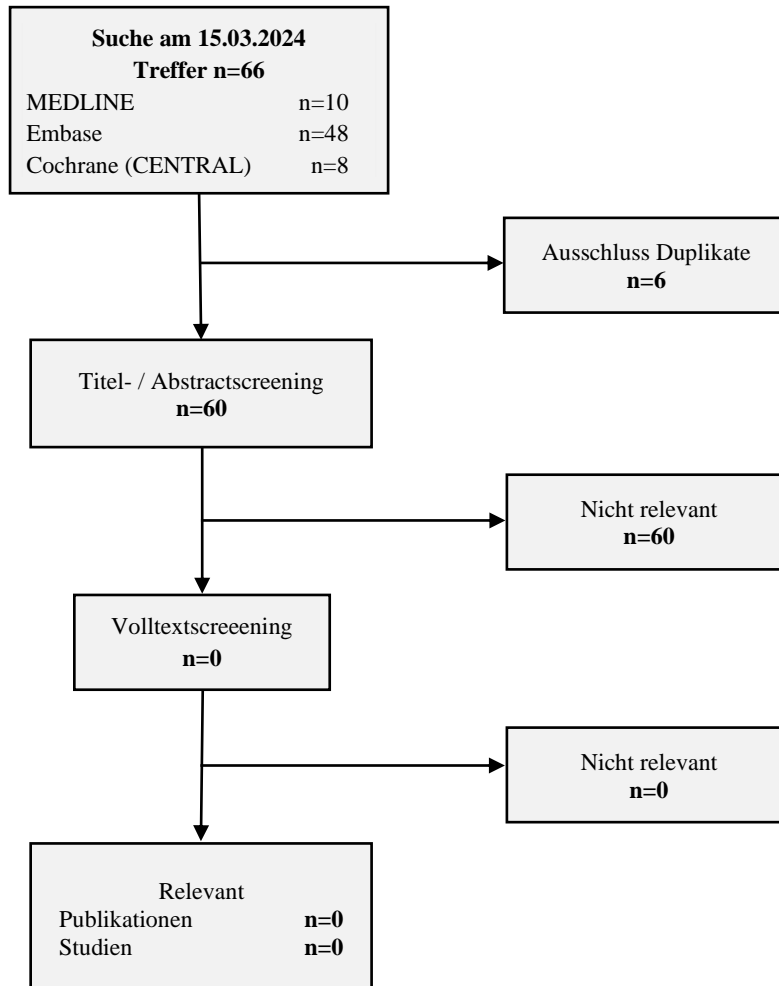 Suche am 15.03.2024
Treffer n=66
MEDLINE n=10
Embase n=48
Cochrane (CENTRAL) n=8
Ausschluss Duplikate
n=6
Titel- / Abstractscreening
n=60
Nicht relevant
n=60
Volltextscreeening
n=0
Nicht relevant
n=0
Relevant
Publikationen n=0
Studien n=0